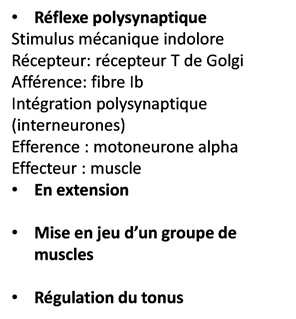 • Réflexe polysynaptique
Stimulus mécanique indolore
Récepteur: récepteur T de Golgi
Afférence: fibre Ib
Intégration polysynaptique
(interneurones)
Efference : motoneurone alpha
Effecteur : muscle
• En extension
• Mise en jeu d’un groupe de
muscles
• Régulation du tonus